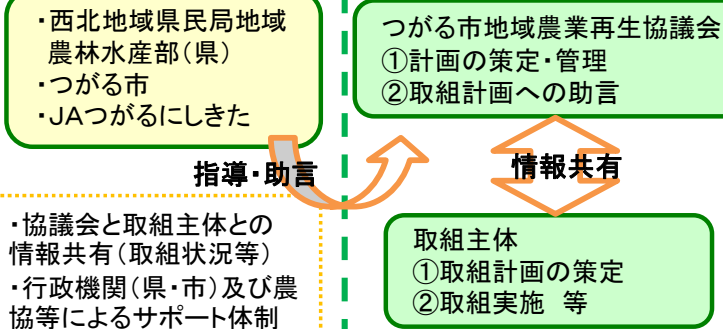 ・西北地域県民局地域
農林水産部(県)
・つがる市
・JAつがるにしきた
つがる市地域農業再生協議会
①計画の策定・管理
②取組計画への助言
指導・助言
情報共有
・協議会と取組主体との
情報共有(取組状況等)
・行政機関(県・市)及び農
協等によるサポート体制
取組主体
①取組計画の策定
②取組実施 等